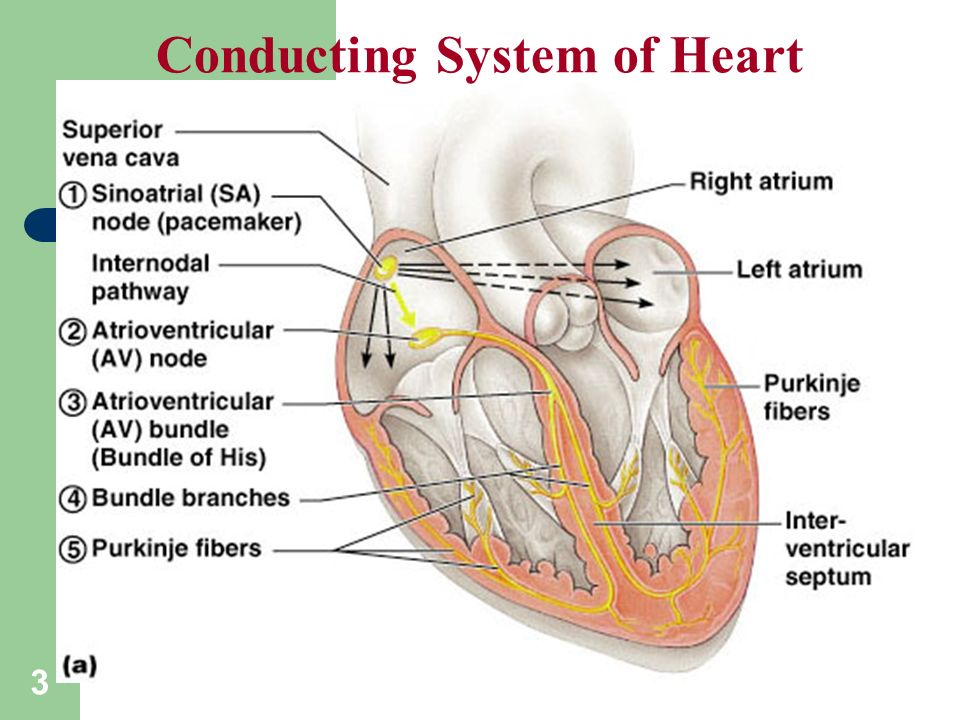 Conducting System of Heart
Superior
vena cava
① Sinoatrial (SA)
node (pacemaker)
Internodal
pathway
② Atrioventricular
(AV) node
③ Atrioventricular
(AV) bundle
(Bundle of His)
④ Bundle branches
⑤ Purkinje fibers
Right atrium
Left atrium
Purkinje
fibers
Inter-
ventricular
septum
(a)
3